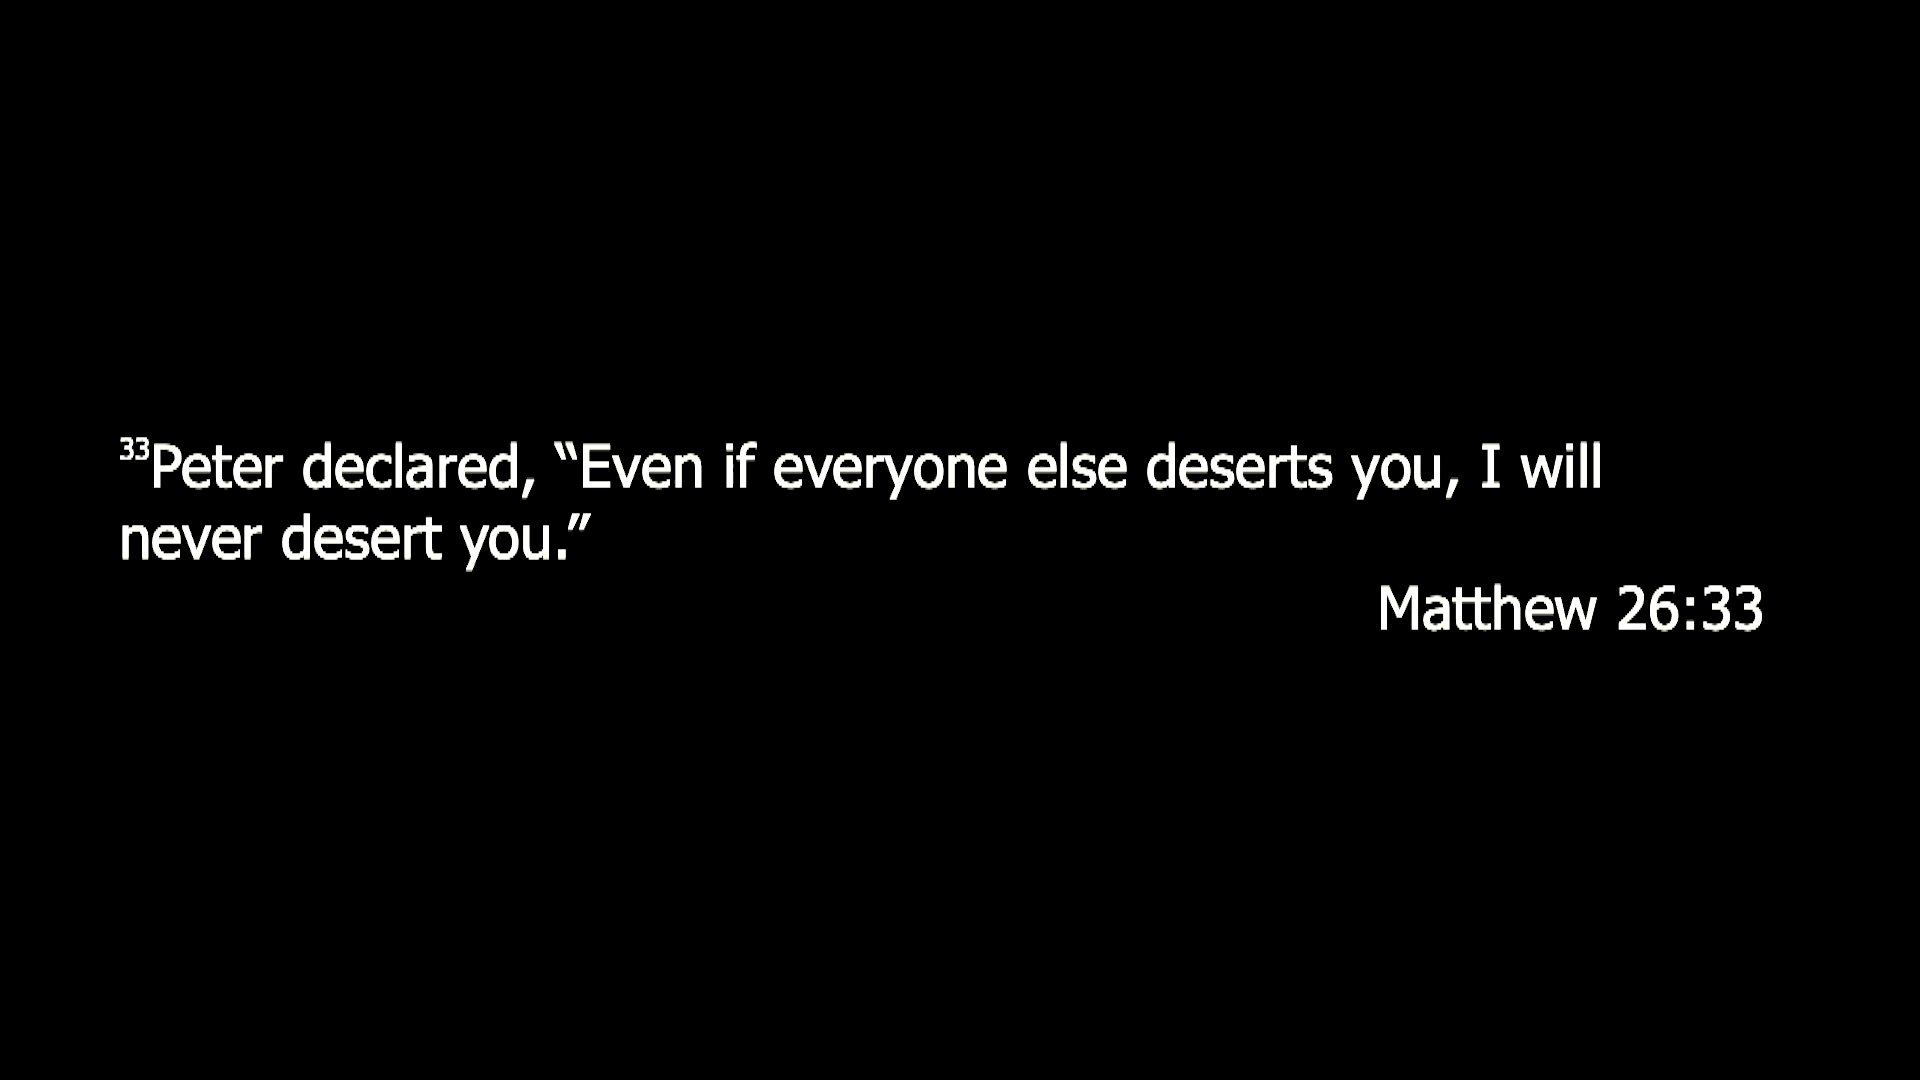 ³³Peter declared, “Even if everyone else deserts you, I will
never desert you.”
Matthew 26:33